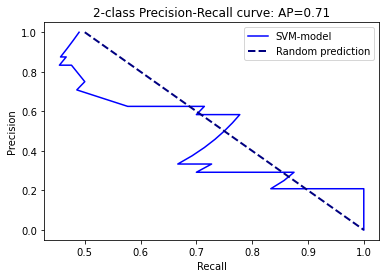 2-class Precision-Recall curve: AP=0.71
SVM-model
Random prediction
Precision
1.0
0.8
0.6
0.4
0.2
0.0
0.5
0.6
0.7
0.8
0.9
1.0
Recall